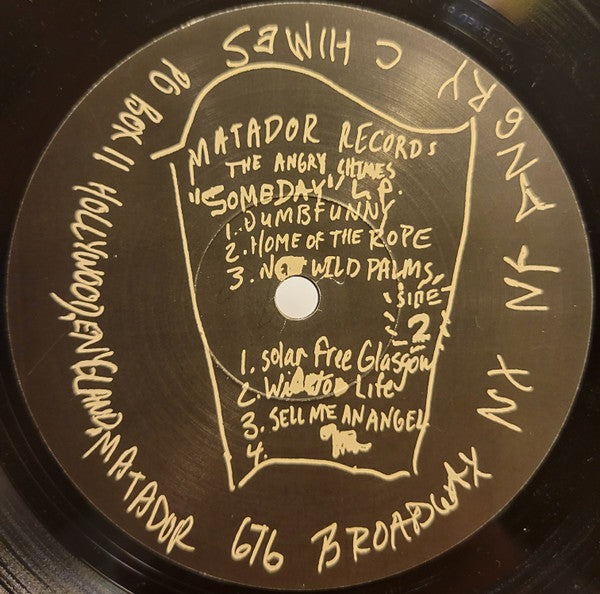 MATADOR RECORDS
THE ANGRY CHIMES
"SOMEDAY" L.P.
1. DUMBFUNNY
2. HOME OF THE ROPE
3. WILD PALMS
SIDE
2
1. Solar Free Glasgow
2. Life
3. SELL ME AN ANGEL
4.
PO BOX 11 HOLLYWOOD, ENGLAND, MATADOR 676 BROADWAY NY NY
ANGRY C HIMES